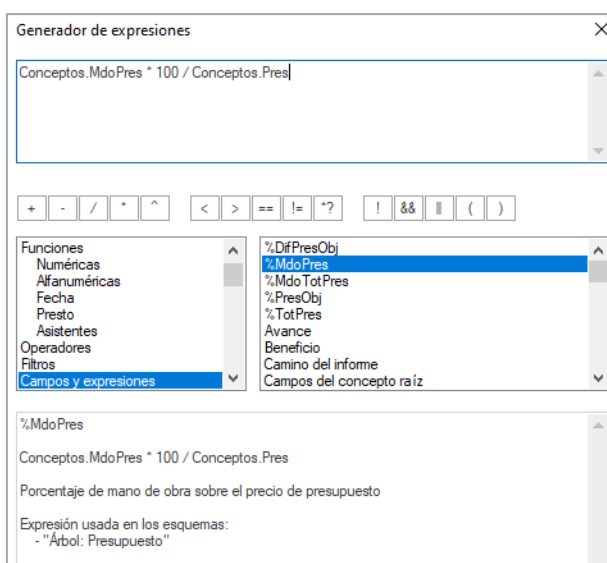 Generador de expresiones
Conceptos.MdoPres * 100 / Conceptos.Pres
+ - / * ^ < > == != *? ! && || ( )
Funciones
Numéricas
Alfanuméricas
Fecha
Presto
Asistentes
Operadores
Filtros
Campos y expresiones
%DifPresObj
%MdoPres
%MdoTotPres
%PresObj
%TotPres
Avance
Beneficio
Camino del informe
Campos del concepto raíz
%MdoPres
Conceptos.MdoPres * 100 / Conceptos.Pres
Porcentaje de mano de obra sobre el precio de presupuesto
Expresión usada en los esquemas:
- "Árbol: Presupuesto"